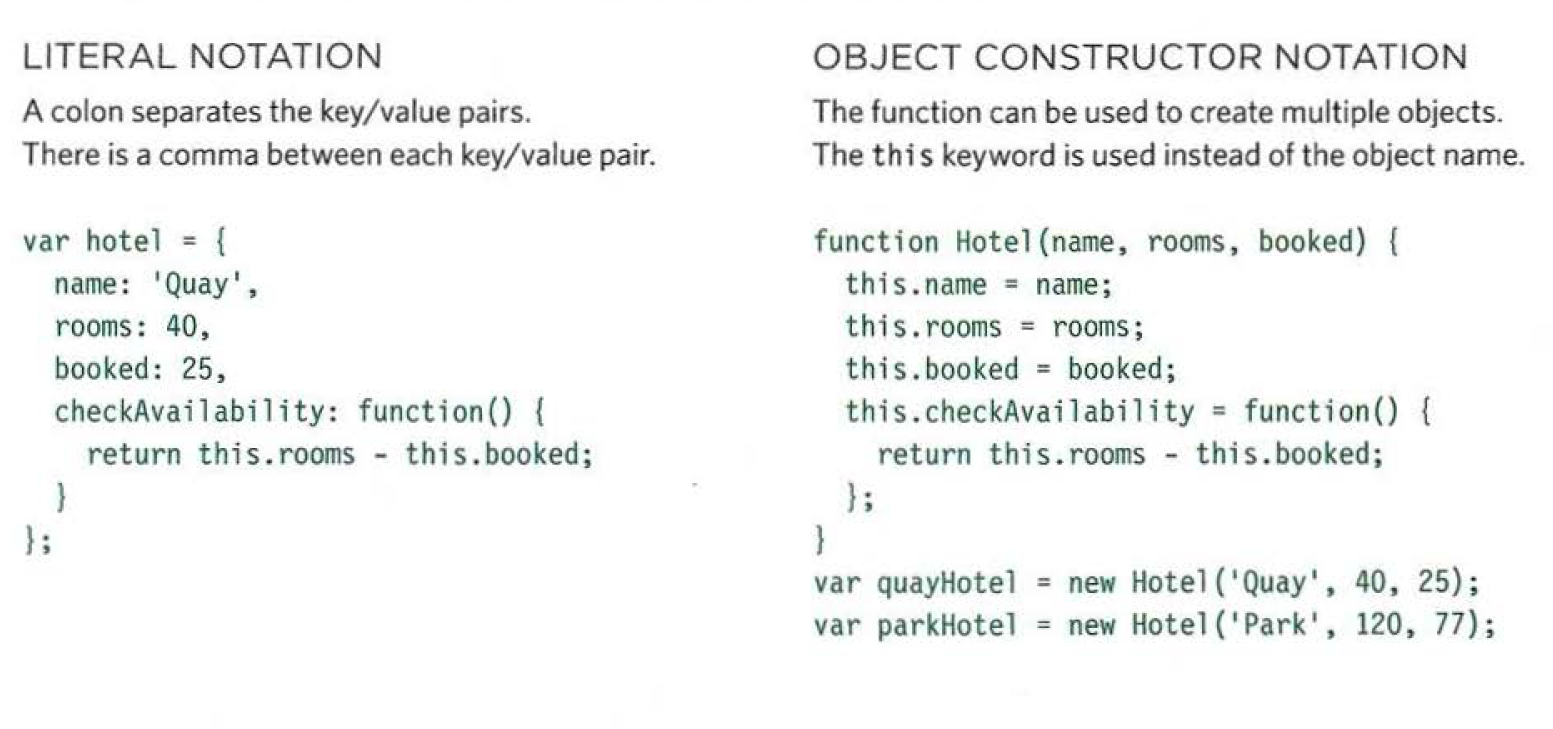 LITERAL NOTATION
A colon separates the key/value pairs.
There is a comma between each key/value pair.
var hotel = {
  name: 'Quay',
  rooms: 40,
  booked: 25,
  checkAvailability: function() {
    return this.rooms - this.booked;
  }
};
OBJECT CONSTRUCTOR NOTATION
The function can be used to create multiple objects.
The this keyword is used instead of the object name.
function Hotel(name, rooms, booked) {
  this.name = name;
  this.rooms = rooms;
  this.booked = booked;
  this.checkAvailability = function() {
    return this.rooms - this.booked;
  };
}
var quayHotel = new Hotel('Quay', 40, 25);
var parkHotel = new Hotel('Park', 120, 77);